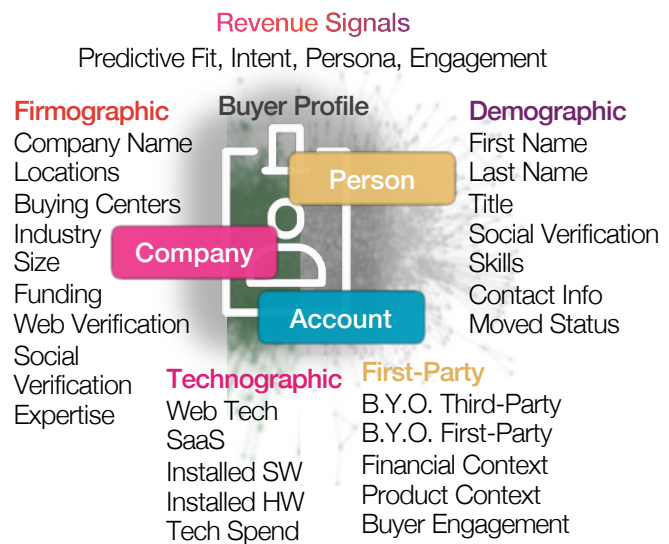 Revenue Signals
Predictive Fit, Intent, Persona, Engagement
Firmographic
Company Name
Locations
Buying Centers
Industry
Size
Funding
Web Verification
Social
Verification
Expertise
Buyer Profile
Person
Company
Account
Demographic
First Name
Last Name
Title
Social Verification
Skills
Contact Info
Moved Status
Technographic
Web Tech
SaaS
Installed SW
Installed HW
Tech Spend
First-Party
B.Y.O. Third-Party
B.Y.O. First-Party
Financial Context
Product Context
Buyer Engagement